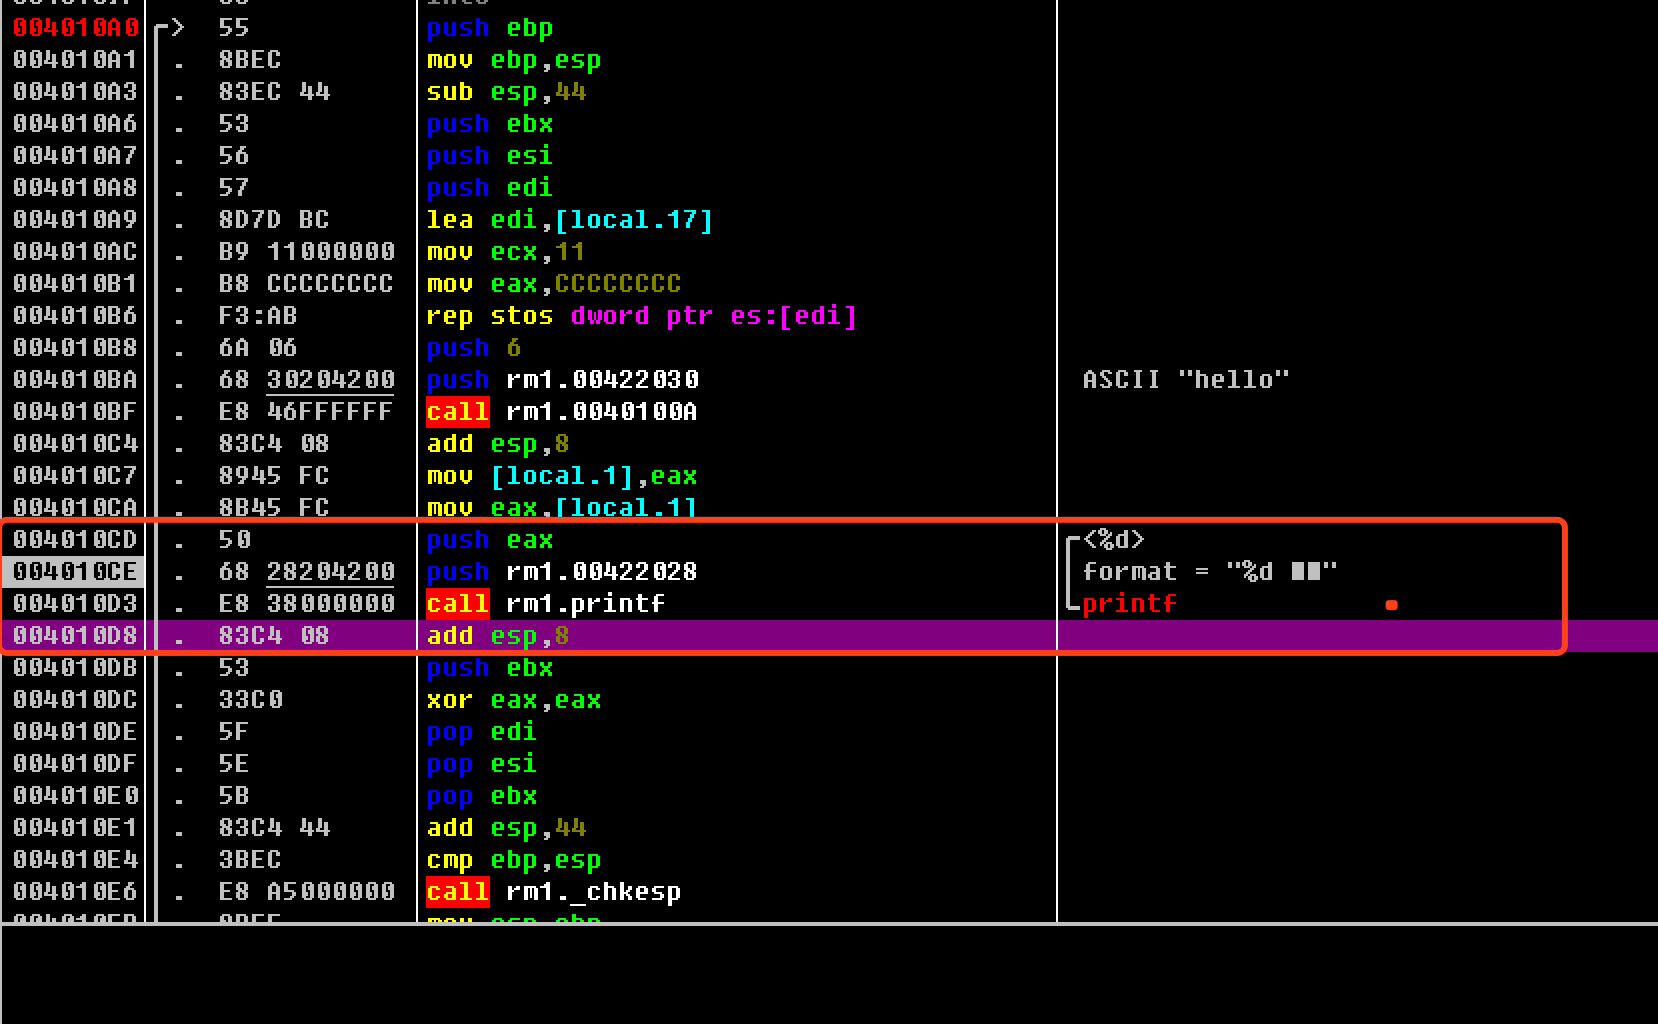 004010A0 > 55 push ebp
004010A1 . 8BEC mov ebp,esp
004010A3 . 83EC 44 sub esp,44
004010A6 . 53 push ebx
004010A7 . 56 push esi
004010A8 . 57 push edi
004010A9 . 8D7D BC lea edi,[local.17]
004010AC . B9 11000000 mov ecx,11
004010B1 . B8 CCCCCCCC mov eax,CCCCCCCC
004010B6 . F3:AB rep stos dword ptr es:[edi]
004010B8 . 6A 06 push 6
004010BA . 68 30204200 push rm1.00422030 ASCII "hello"
004010BF . E8 46FFFFFF call rm1.0040100A
004010C4 . 83C4 08 add esp,8
004010C7 . 8945 FC mov [local.1],eax
004010CA . 8B45 FC mov eax,[local.1]
004010CD . 50 push eax <%d>
004010CE . 68 28204200 push rm1.00422028 format = "%d ██"
004010D3 . E8 38000000 call rm1.printf printf
004010D8 . 83C4 08 add esp,8
004010DB . 53 push ebx
004010DC . 33C0 xor eax,eax
004010DE . 5F pop edi
004010DF . 5E pop esi
004010E0 . 5B pop ebx
004010E1 . 83C4 44 add esp,44
004010E4 . 3BEC cmp ebp,esp
004010E6 . E8 A5000000 call rm1._chkesp